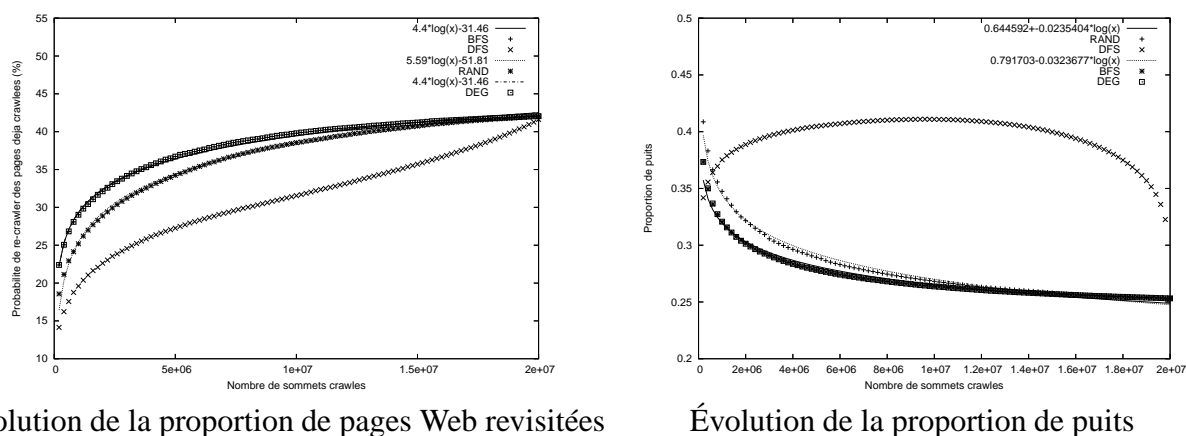 55
50
45
40
35
30
25
20
15
10
Probabilite de re-crawler des pages deja crawlees (%)
4.4*log(x)-31.46
BFS
DFS
5.59*log(x)-51.81
RAND
4.4*log(x)-31.46
DEG
0 5e+06 1e+07 1.5e+07 2e+07
Nombre de sommets crawles
0.5
0.45
0.4
0.35
0.3
0.25
0.2
Proportion de puits
0.644592+-0.0235404*log(x)
RAND
DFS
0.791703-0.0323677*log(x)
BFS
DEG
0 2e+06 4e+06 6e+06 8e+06 1e+07 1.2e+07 1.4e+07 1.6e+07 1.8e+07 2e+07
Nombre de sommets crawles
olution de la proportion de pages Web revisitées
Évolution de la proportion de puits